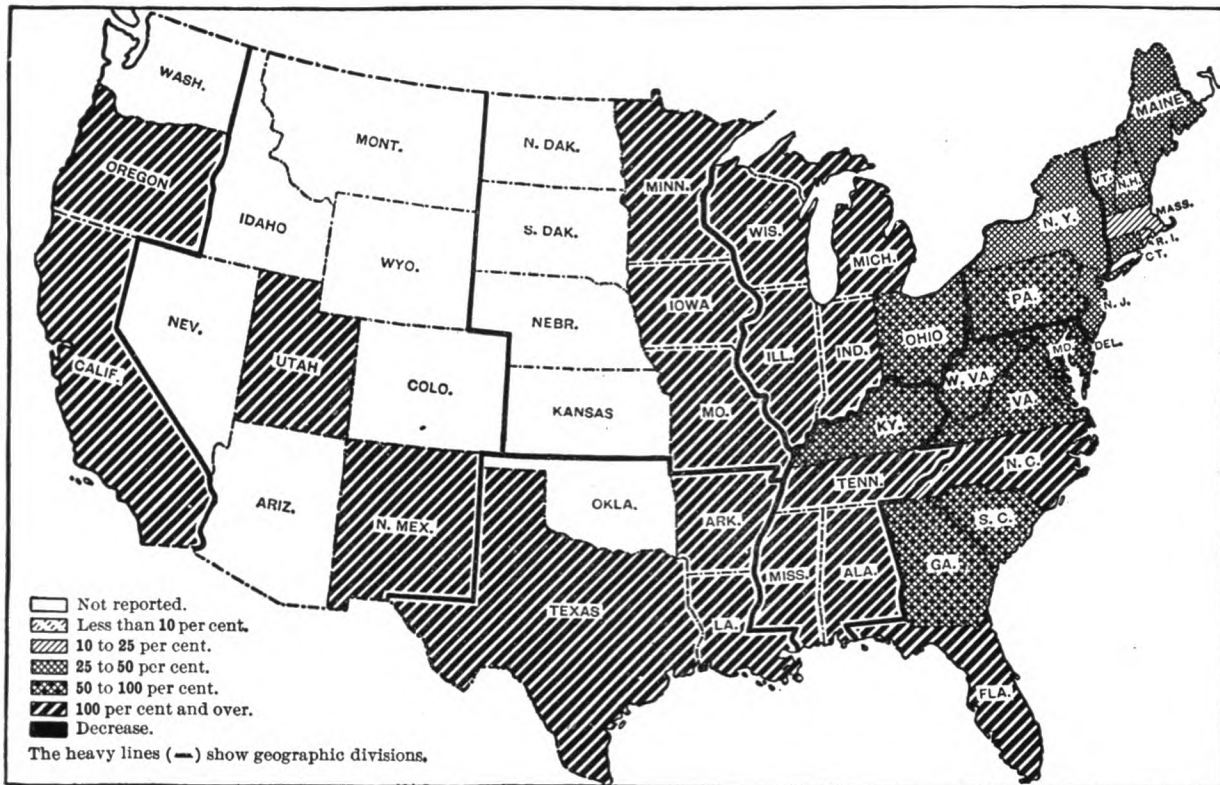 WASH.
MONT.
N. DAK.
MINN.
MAINE
OREGON
IDAHO
S. DAK.
WIS.
MICH.
VT.
N.H.
N. Y.
MASS.
R. I.
CT.
WYO.
IOWA
PA.
N. J.
NEV.
UTAH
COLO.
NEBR.
ILL.
IND.
OHIO
MD.
DEL.
W. VA.
VA.
CALIF.
KANSAS
MO.
KY.
N. C.
ARIZ.
N. MEX.
OKLA.
ARK.
TENN.
S. C.
TEXAS
LA.
MISS.
ALA.
GA.
FLA.
Not reported.
Less than 10 per cent.
10 to 25 per cent.
25 to 50 per cent.
50 to 100 per cent.
100 per cent and over.
Decrease.
The heavy lines (▬) show geographic divisions.